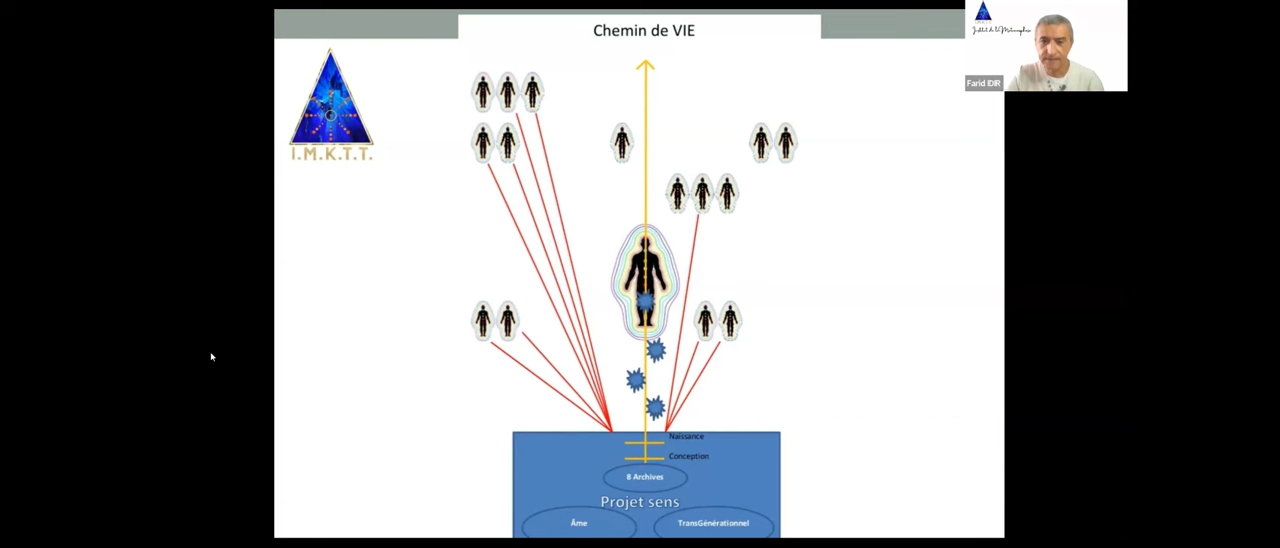 Chemin de VIE
Farid IDIR
I.M.K.T.T.
Naissance
Conception
8 Archives
Projet sens
Âme
TransGénérationnel